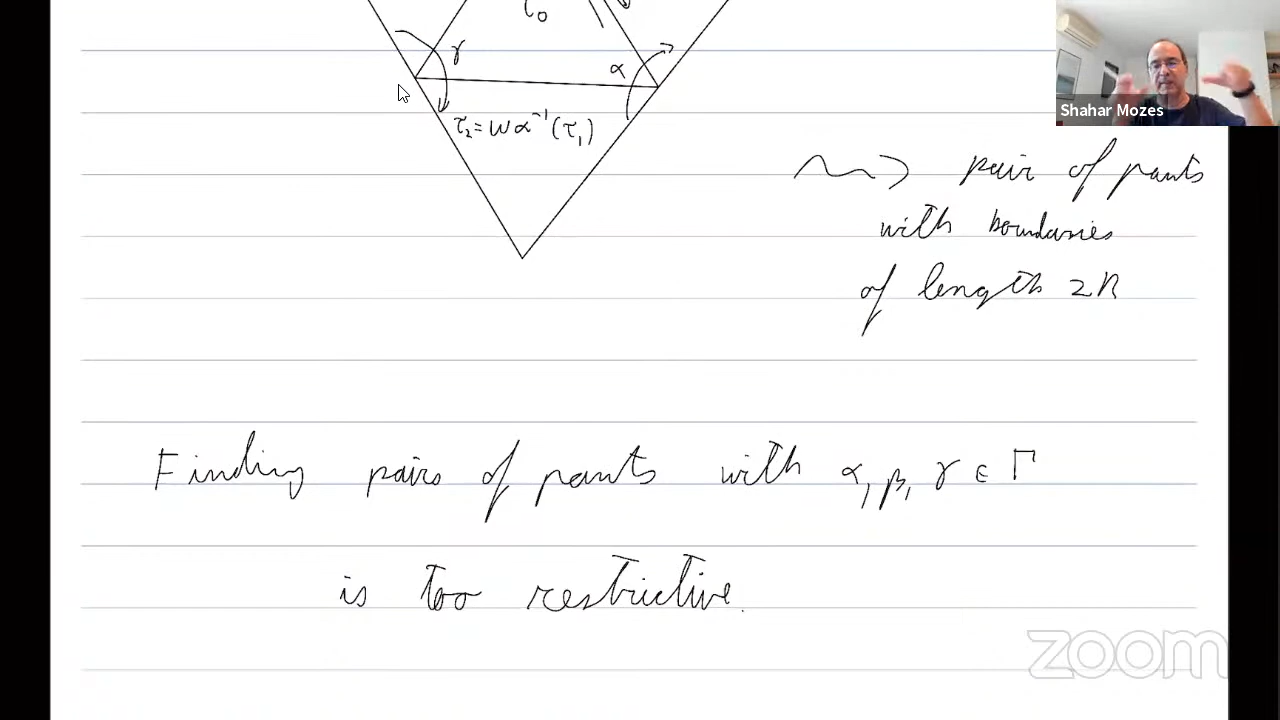 τ₀
γ
α
τ₂ = ωα⁻¹(τ₁)
Shahar Mozes
⇝ pair of pants
with boundaries
of length 2R
Finding pairs of pants with α, β, γ ∈ Γ
is too restrictive.
zoom